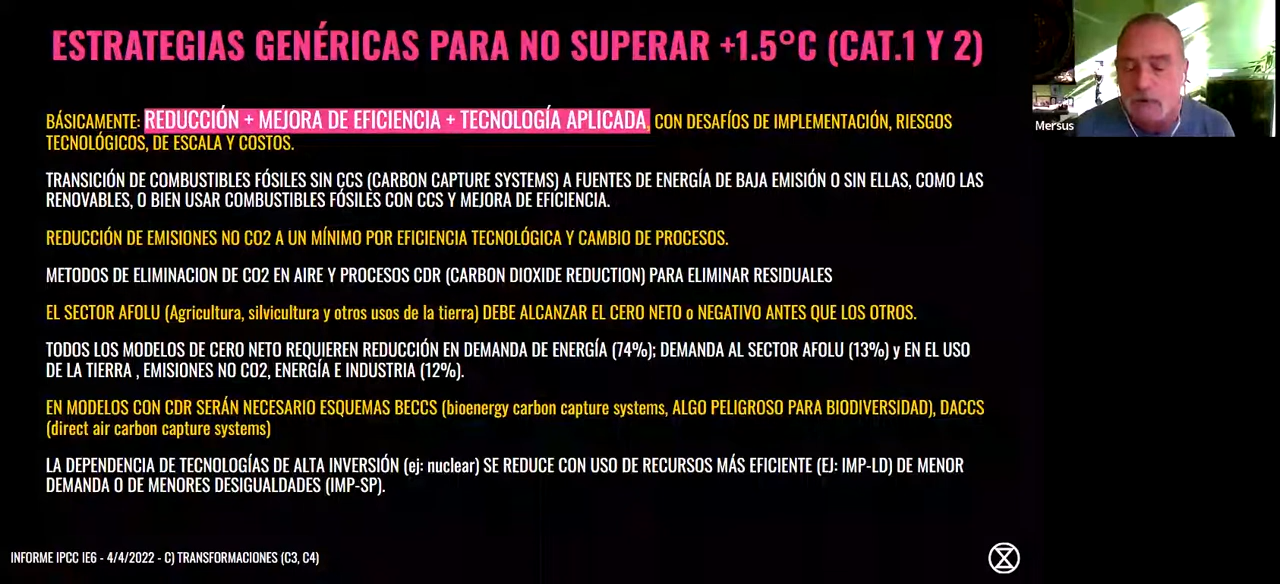 ESTRATEGIAS GENÉRICAS PARA NO SUPERAR +1.5°C (CAT.1 Y 2)
Mersus
BÁSICAMENTE: REDUCCIÓN + MEJORA DE EFICIENCIA + TECNOLOGÍA APLICADA, CON DESAFÍOS DE IMPLEMENTACIÓN, RIESGOS
TECNOLÓGICOS, DE ESCALA Y COSTOS.
TRANSICIÓN DE COMBUSTIBLES FÓSILES SIN CCS (CARBON CAPTURE SYSTEMS) A FUENTES DE ENERGÍA DE BAJA EMISIÓN O SIN ELLAS, COMO LAS
RENOVABLES, O BIEN USAR COMBUSTIBLES FÓSILES CON CCS Y MEJORA DE EFICIENCIA.
REDUCCIÓN DE EMISIONES NO CO2 A UN MÍNIMO POR EFICIENCIA TECNOLÓGICA Y CAMBIO DE PROCESOS.
METODOS DE ELIMINACION DE CO2 EN AIRE Y PROCESOS CDR (CARBON DIOXIDE REDUCTION) PARA ELIMINAR RESIDUALES
EL SECTOR AFOLU (Agricultura, silvicultura y otros usos de la tierra) DEBE ALCANZAR EL CERO NETO o NEGATIVO ANTES QUE LOS OTROS.
TODOS LOS MODELOS DE CERO NETO REQUIEREN REDUCCIÓN EN DEMANDA DE ENERGÍA (74%); DEMANDA AL SECTOR AFOLU (13%) y EN EL USO
DE LA TIERRA , EMISIONES NO CO2, ENERGÍA E INDUSTRIA (12%).
EN MODELOS CON CDR SERÁN NECESARIO ESQUEMAS BECCS (bioenergy carbon capture systems, ALGO PELIGROSO PARA BIODIVERSIDAD), DACCS
(direct air carbon capture systems)
LA DEPENDENCIA DE TECNOLOGÍAS DE ALTA INVERSIÓN (ej: nuclear) SE REDUCE CON USO DE RECURSOS MÁS EFICIENTE (EJ: IMP-LD) DE MENOR
DEMANDA O DE MENORES DESIGUALDADES (IMP-SP).
INFORME IPCC IE6 - 4/4/2022 - C) TRANSFORMACIONES (C3, C4)